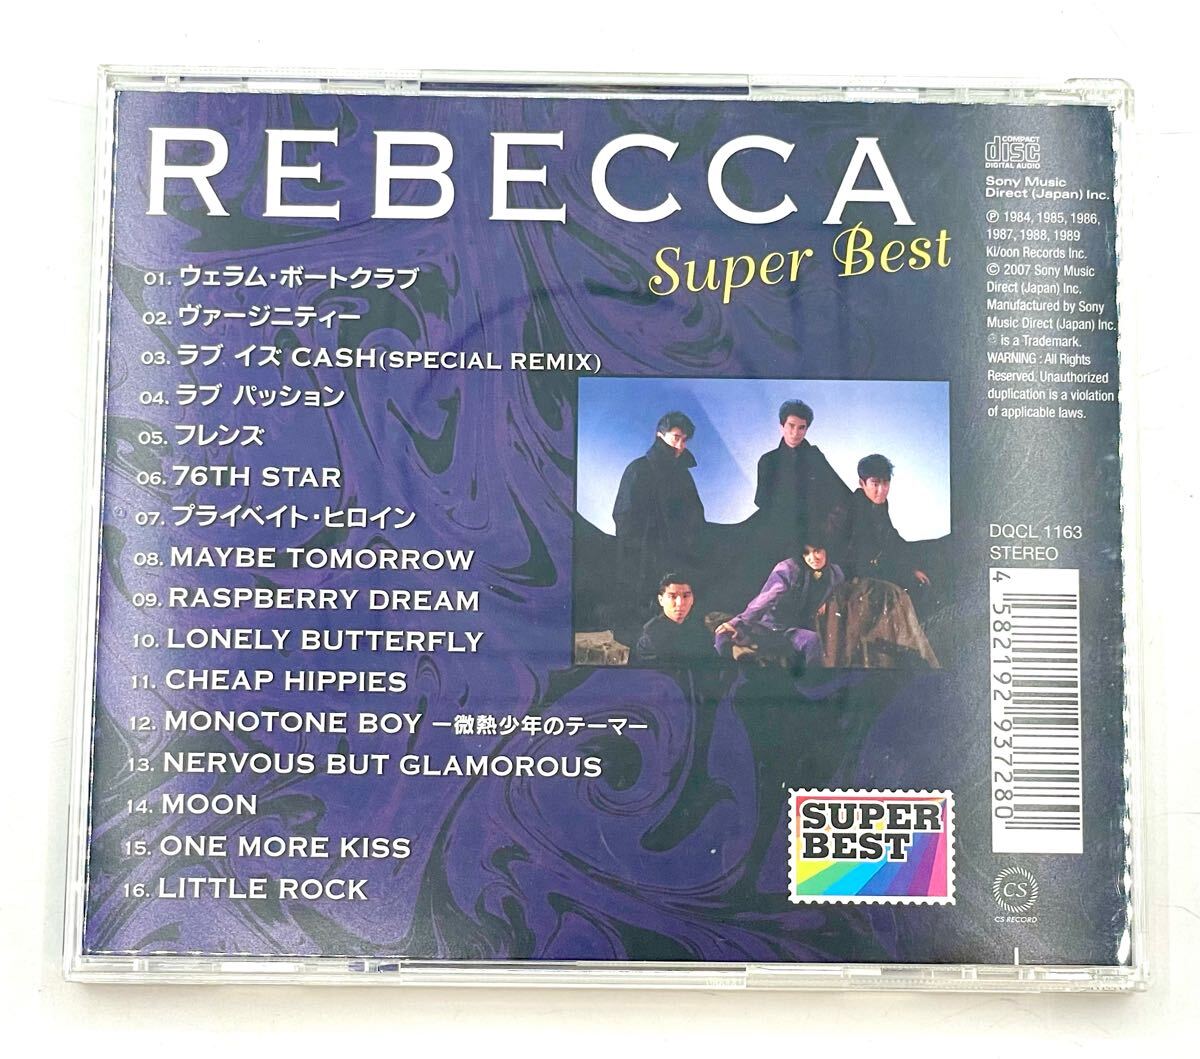 REBECCA
Super Best
01. ウェラム・ボートクラブ
02. ヴァージニティー
03. ラブ イズ CASH(SPECIAL REMIX)
04. ラブ パッション
05. フレンズ
06. 76TH STAR
07. プライベイト・ヒロイン
08. MAYBE TOMORROW
09. RASPBERRY DREAM
10. LONELY BUTTERFLY
11. CHEAP HIPPIES
12. MONOTONE BOY ー微熱少年のテーマー
13. NERVOUS BUT GLAMOROUS
14. MOON
15. ONE MORE KISS
16. LITTLE ROCK
COMPACT
disc
DIGITAL AUDIO
Sony Music
Direct (Japan) Inc.
℗ 1984, 1985, 1986,
1987, 1988, 1989
Ki/oon Records Inc.
© 2007 Sony Music
Direct (Japan) Inc.
Manufactured by Sony
Music Direct (Japan) Inc.
is a Trademark.
WARNING : All Rights
Reserved. Unauthorized
duplication is a violation
of applicable laws.
DQCL 1163
STEREO
4 582192 937280
SUPER
BEST
CS
CS RECORD